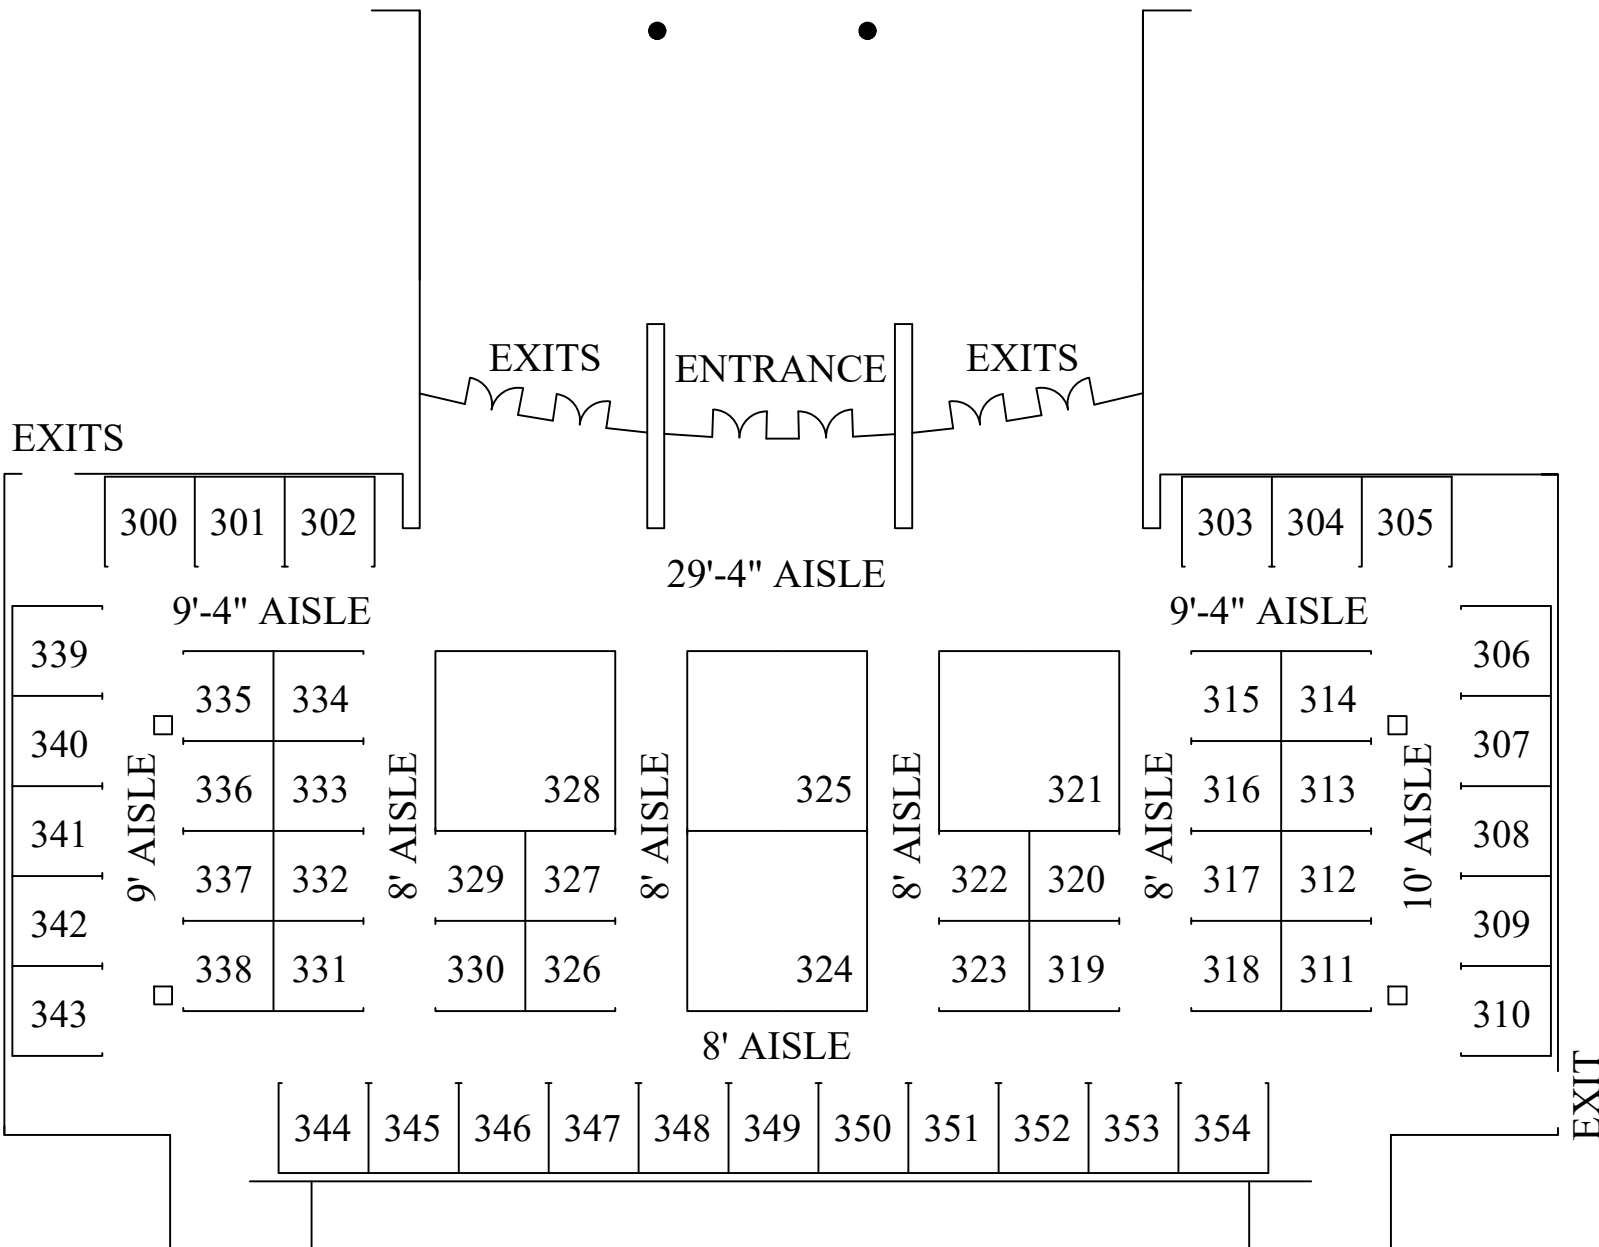 EXITS
ENTRANCE
EXITS
EXITS
300 301 302
303 304 305
29'-4" AISLE
9'-4" AISLE
9'-4" AISLE
339
340
341
342
343
9' AISLE
335 334
336 333
337 332
338 331
8' AISLE
328
329 327
330 326
8' AISLE
325
324
8' AISLE
321
322 320
323 319
8' AISLE
315 314
316 313
317 312
318 311
10' AISLE
306
307
308
309
310
8' AISLE
EXIT
344 345 346 347 348 349 350 351 352 353 354